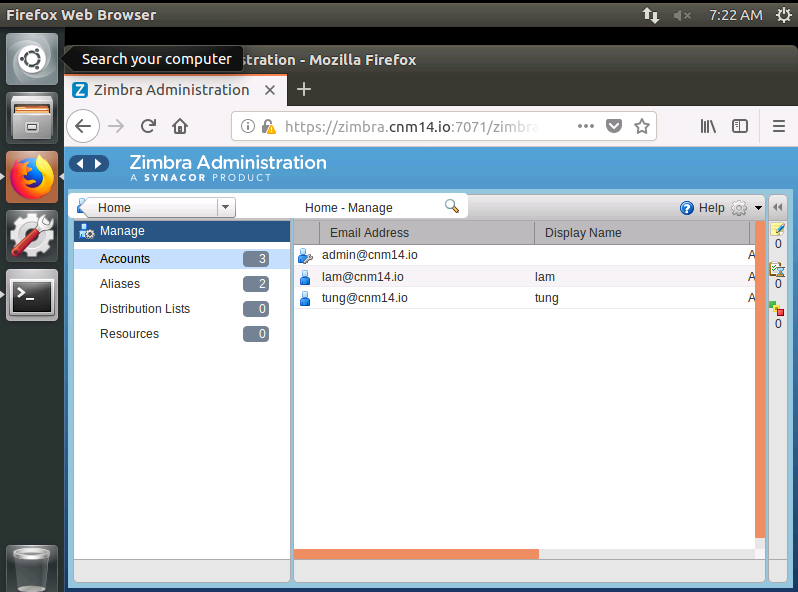 Firefox Web Browser
7:22 AM
Search your computer
stration - Mozilla Firefox
Zimbra Administration
https://zimbra.cnm14.io:7071/zimbra
Zimbra Administration
A SYNACOR PRODUCT
Home
Home - Manage
Help
Manage
Accounts 3
Aliases 2
Distribution Lists 0
Resources 0
Email Address Display Name
admin@cnm14.io A
lam@cnm14.io lam A
tung@cnm14.io tung A
0
0
0